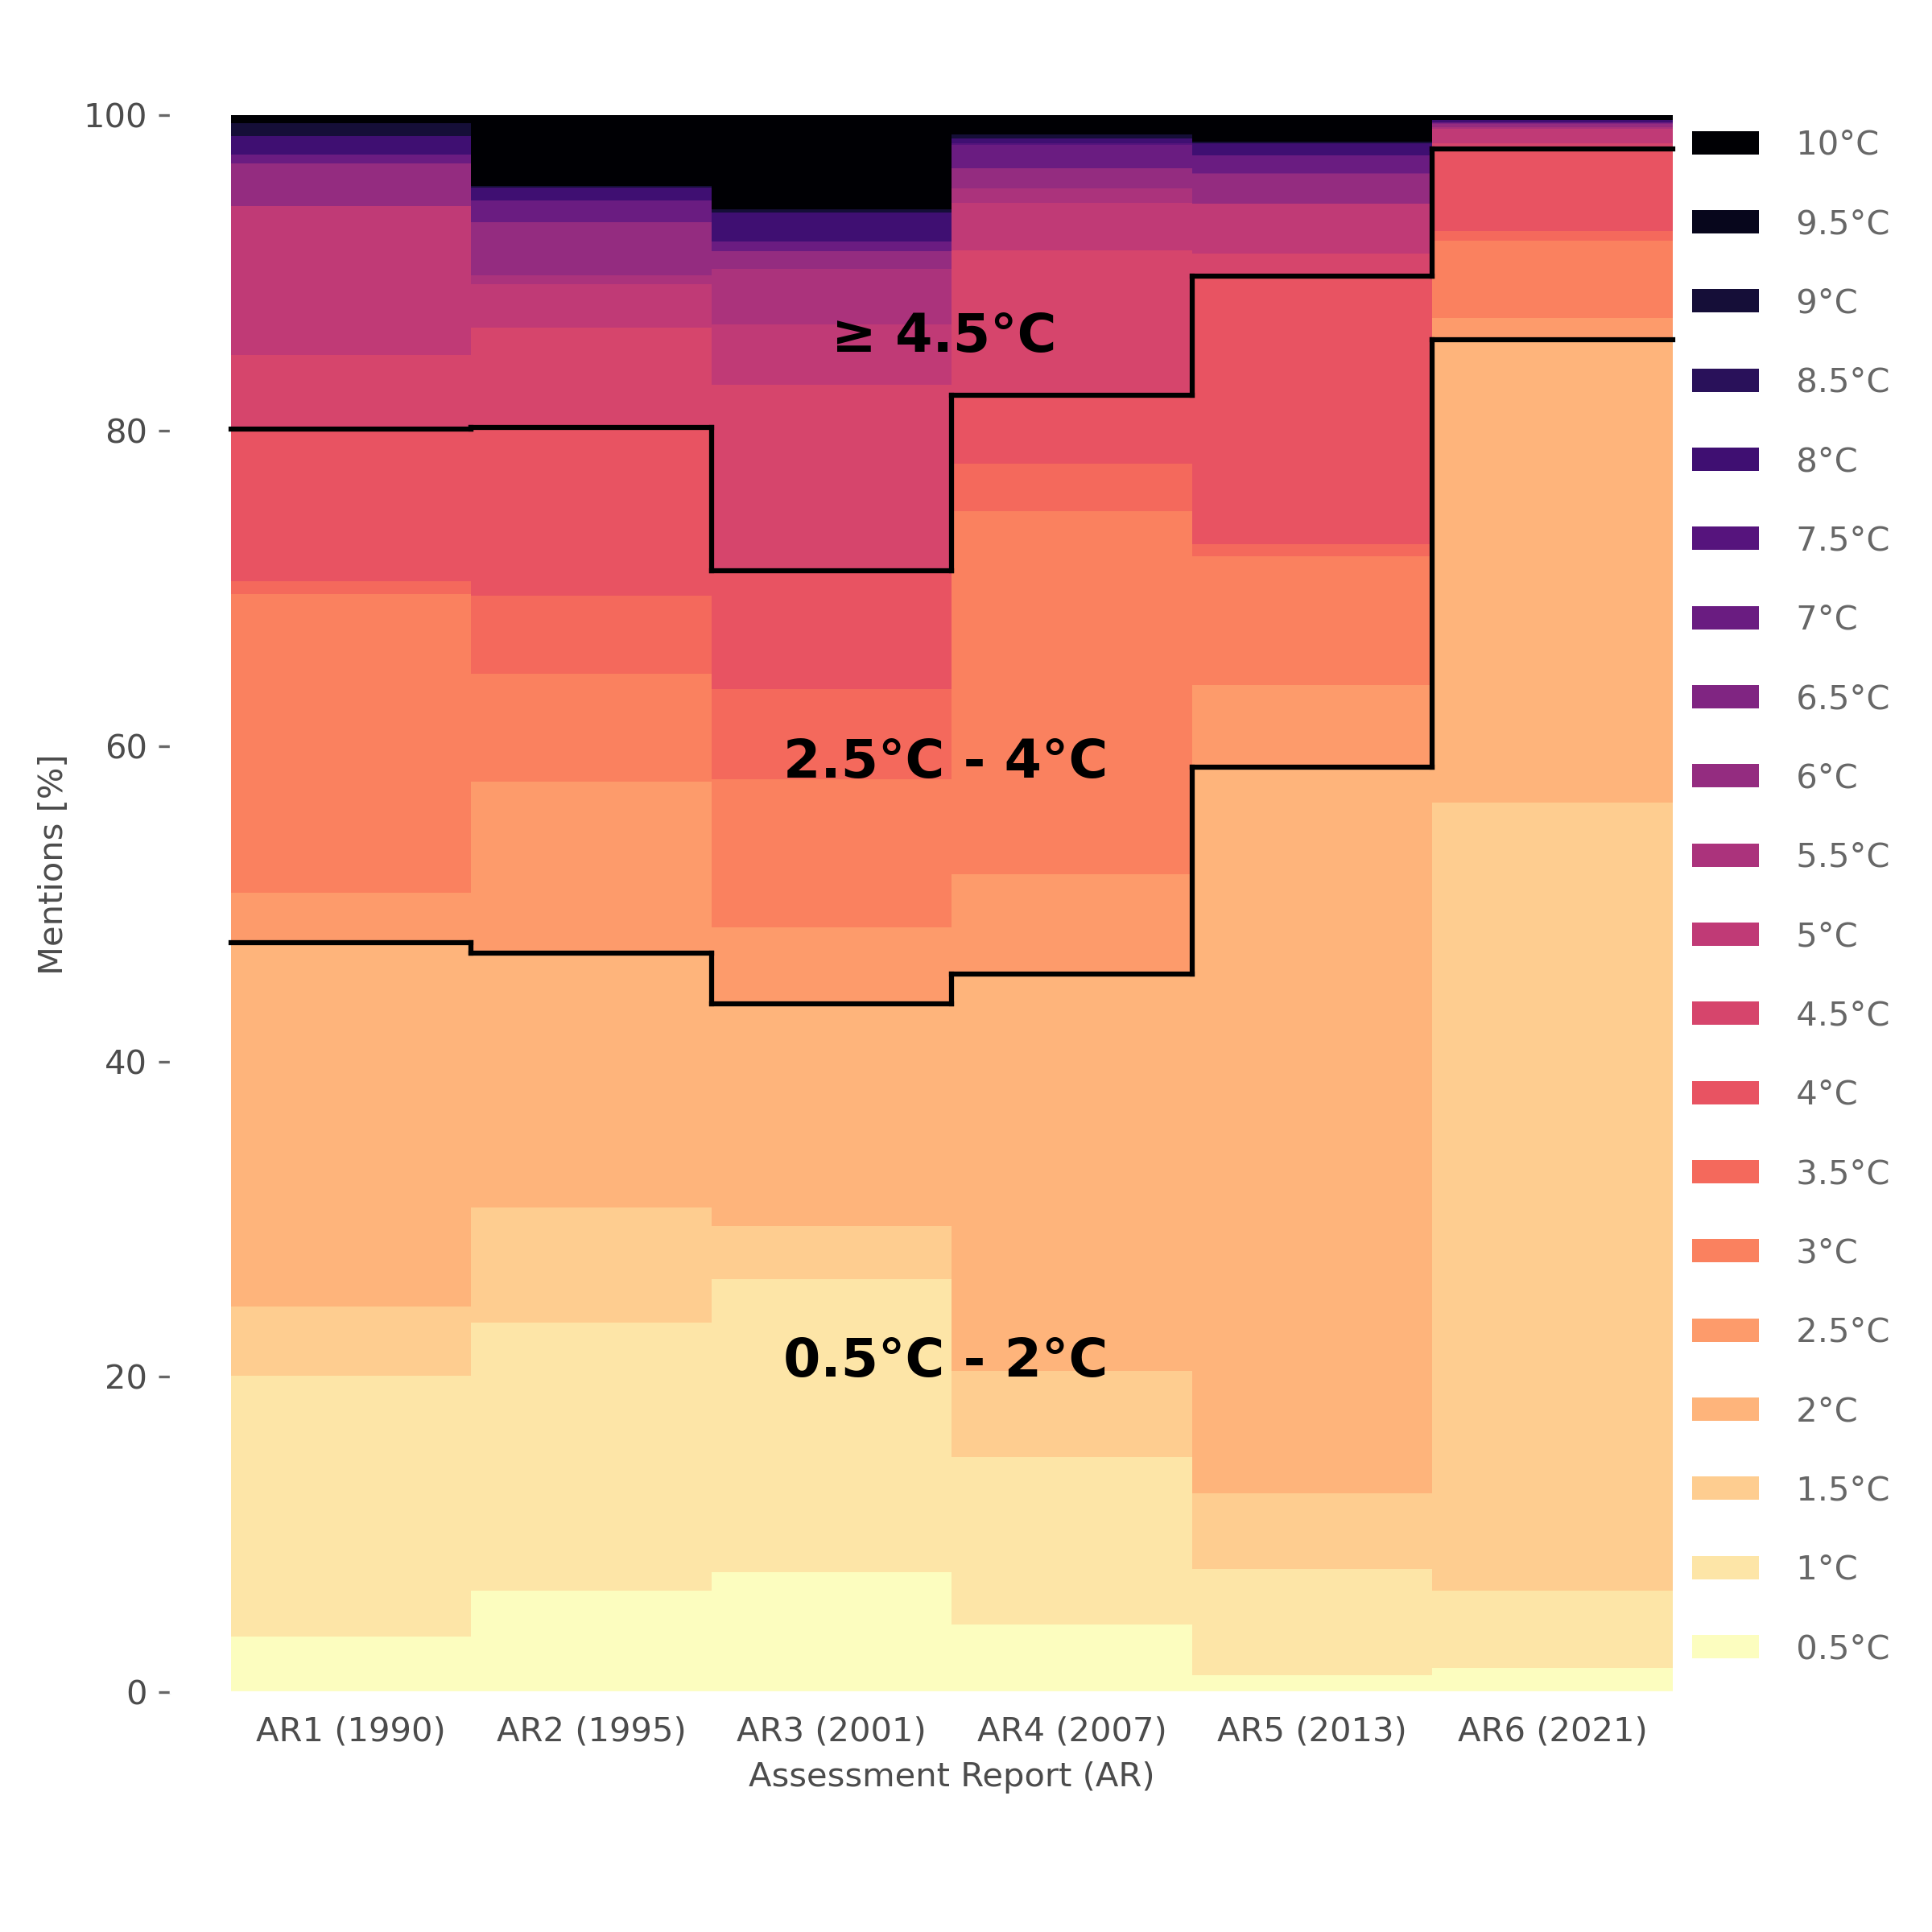 100
80
60
40
20
0
Mentions [%]
≥ 4.5°C
2.5°C - 4°C
0.5°C - 2°C
AR1 (1990)
AR2 (1995)
AR3 (2001)
AR4 (2007)
AR5 (2013)
AR6 (2021)
Assessment Report (AR)
10°C
9.5°C
9°C
8.5°C
8°C
7.5°C
7°C
6.5°C
6°C
5.5°C
5°C
4.5°C
4°C
3.5°C
3°C
2.5°C
2°C
1.5°C
1°C
0.5°C